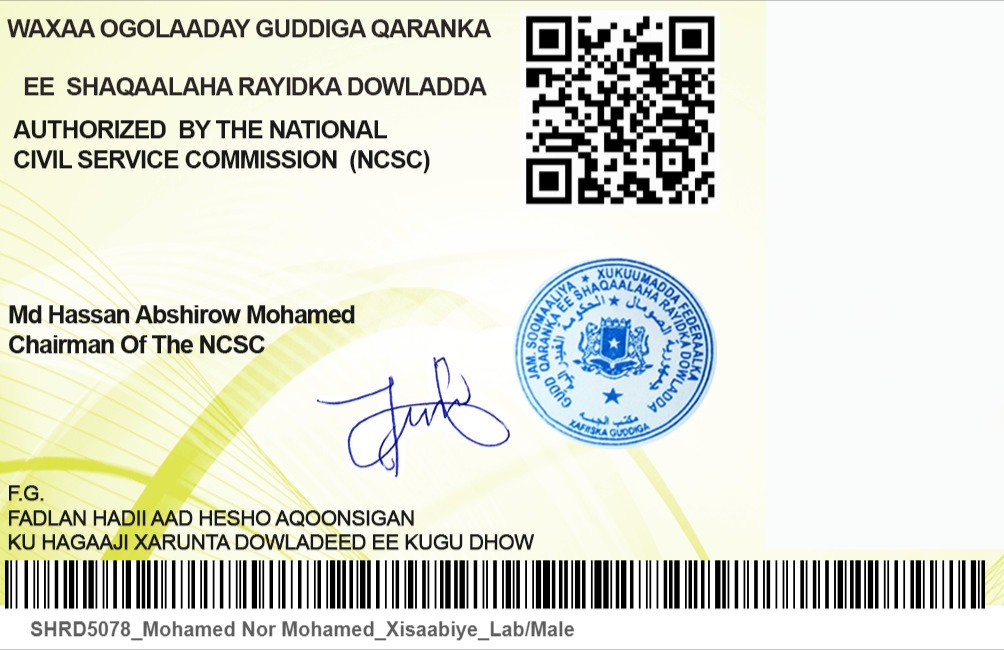 WAXAA OGOLAADAY GUDDIGA QARANKA
EE SHAQAALAHA RAYIDKA DOWLADDA
AUTHORIZED BY THE NATIONAL
CIVIL SERVICE COMMISSION (NCSC)
Md Hassan Abshirow Mohamed
Chairman Of The NCSC
JAM. SOOMAALIYA ★ XUKUUMADDA FEDERAALKA
GUDD QARANKA EE SHAQAALAHA RAYIDKA DOWLADDA
XAFIISKA GUDDIGA
F.G.
FADLAN HADII AAD HESHO AQOONSIGAN
KU HAGAAJI XARUNTA DOWLADEED EE KUGU DHOW
SHRD5078_Mohamed Nor Mohamed_Xisaabiye_Lab/Male